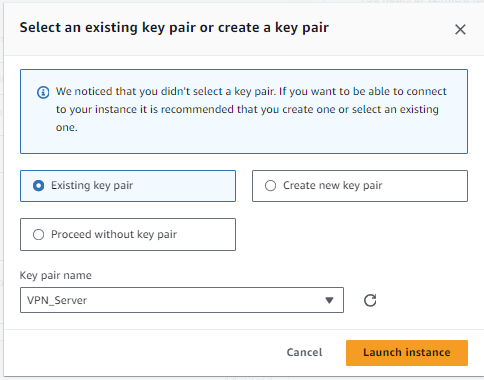 Select an existing key pair or create a key pair
We noticed that you didn't select a key pair. If you want to be able to connect
to your instance it is recommended that you create one or select an existing
one.
Existing key pair
Create new key pair
Proceed without key pair
Key pair name
VPN_Server
Cancel
Launch instance